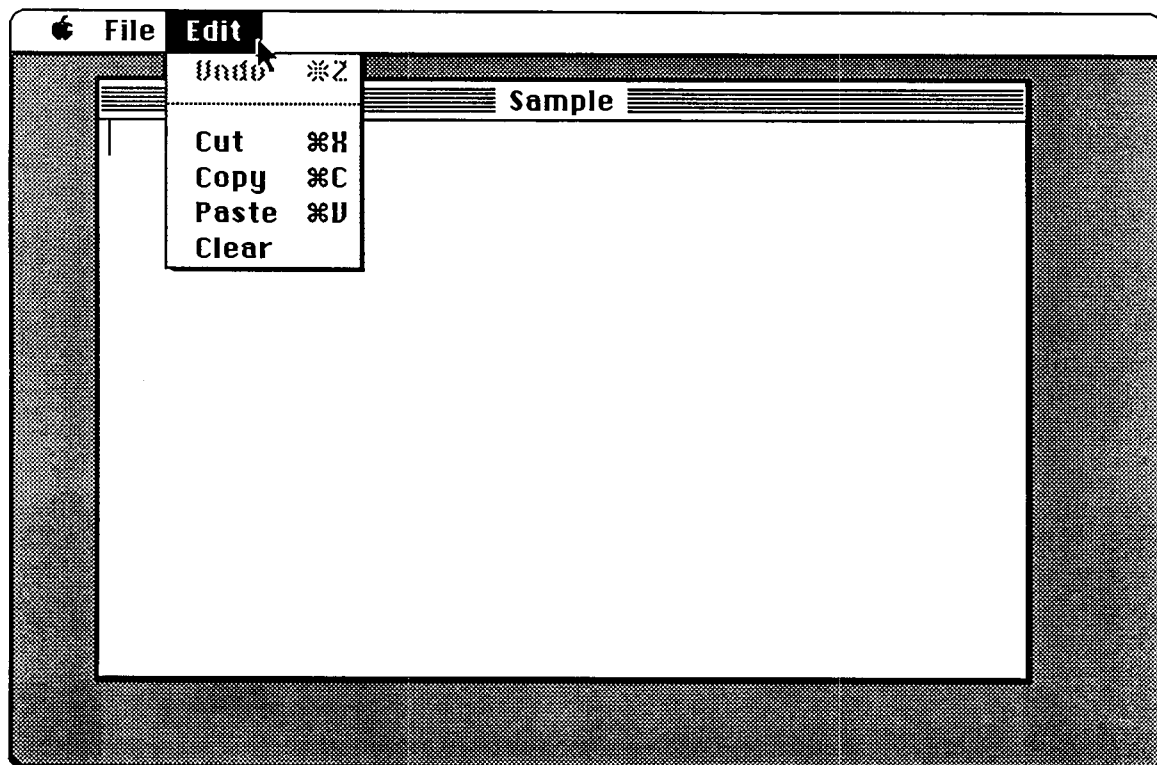 File Edit
Undo ⌘Z
Sample
Cut ⌘X
Copy ⌘C
Paste ⌘V
Clear